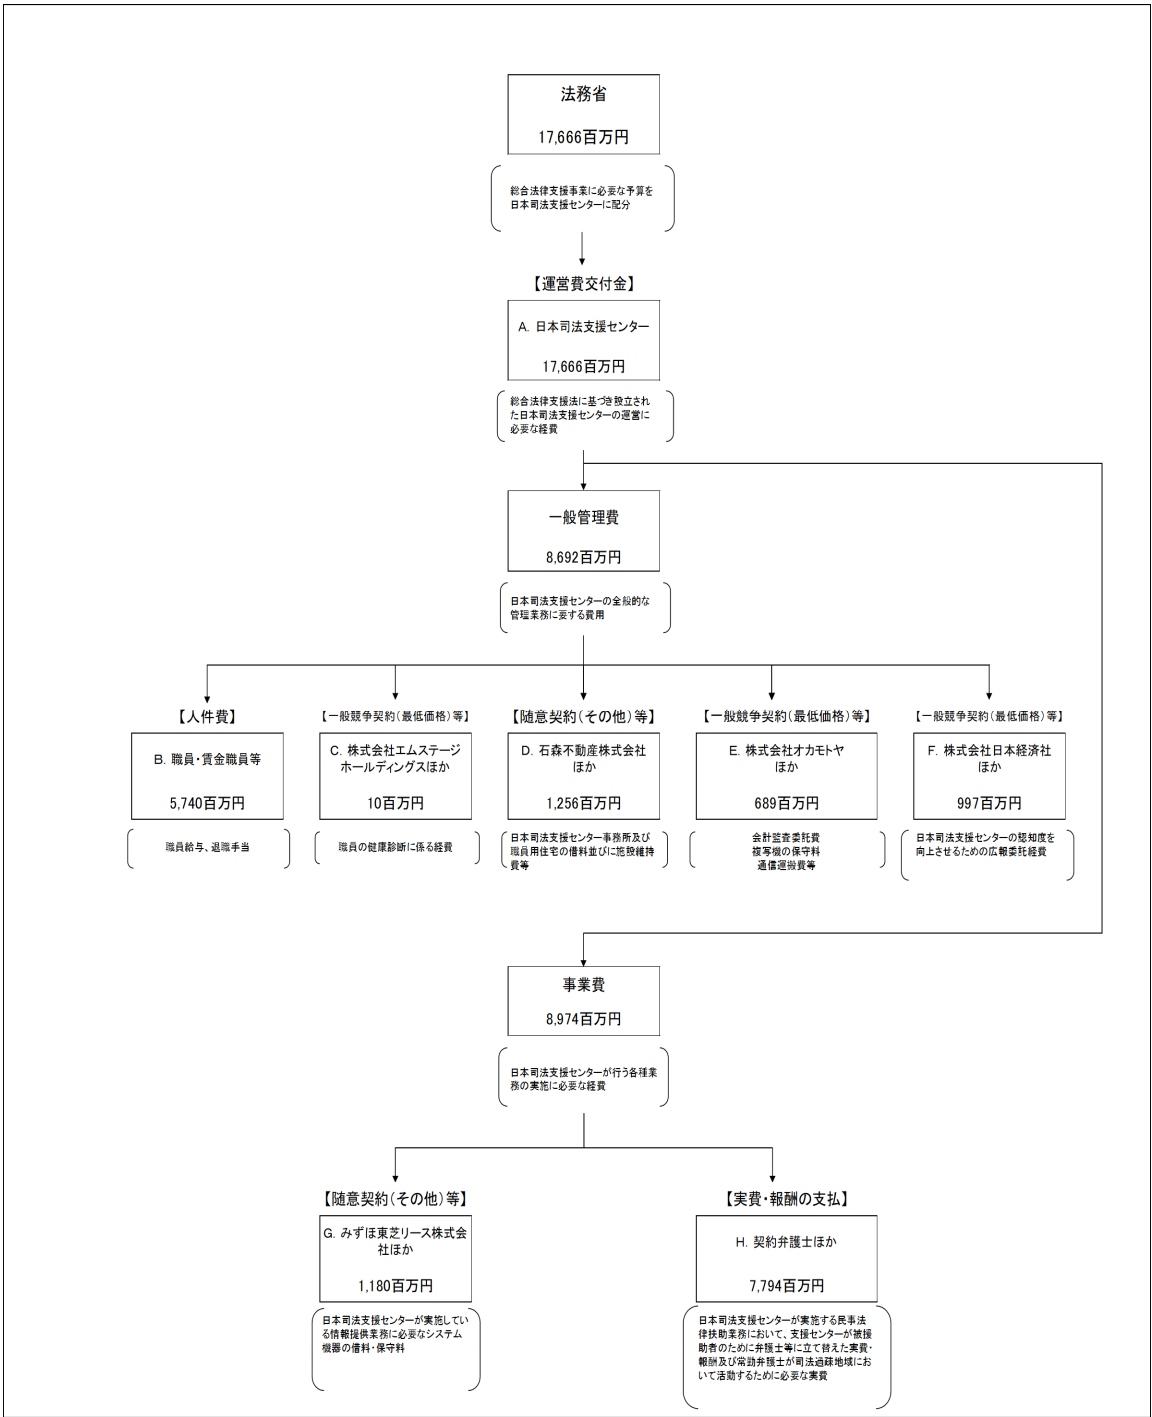 法務省
17,666百万円
総合法律支援事業に必要な予算を
日本司法支援センターに配分
【運営費交付金】
A．日本司法支援センター
17,666百万円
総合法律支援法に基づき設立され
た日本司法支援センターの運営に
必要な経費
一般管理費
8,692百万円
日本司法支援センターの全般的な
管理業務に要する費用
【人件費】
B．職員・賃金職員等
5,740百万円
職員給与、退職手当
【一般競争契約（最低価格）等】
C．株式会社エムステージ
ホールディングスほか
10百万円
職員の健康診断に係る経費
【随意契約（その他）等】
D．石森不動産株式会社
ほか
1,256百万円
日本司法支援センター事務所及び
職員用住宅の借料並びに施設維持
費等
【一般競争契約（最低価格）等】
E．株式会社オカモトヤ
ほか
689百万円
会計監査委託費
複写機の保守料
通信運搬費等
【一般競争契約（最低価格）等】
F．株式会社日本経済社
ほか
997百万円
日本司法支援センターの認知度を
向上させるための広報委託経費
事業費
8,974百万円
日本司法支援センターが行う各種業
務の実施に必要な経費
【随意契約（その他）等】
G．みずほ東芝リース株式会
社ほか
1,180百万円
日本司法支援センターが実施してい
る情報提供業務に必要なシステム
機器の借料・保守料
【実費・報酬の支払】
H．契約弁護士ほか
7,794百万円
日本司法支援センターが実施する民事法
律扶助業務において、支援センターが被援
助者のために弁護士等に立て替えた実費・
報酬及び常勤弁護士が司法過疎地域にお
いて活動するために必要な実費